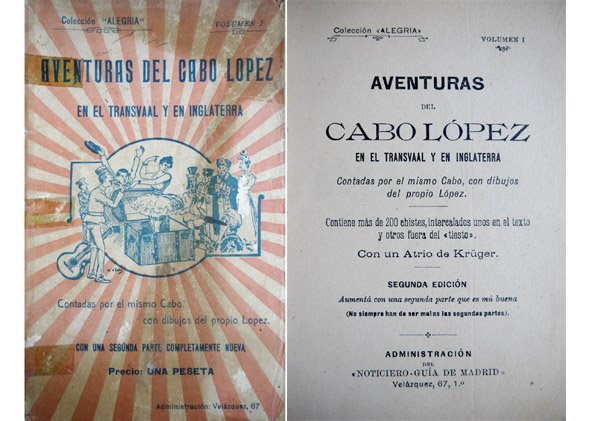 Colección "ALEGRIA"
VOLUMEN I
AVENTURAS DEL CABO LOPEZ
EN EL TRANSVAAL Y EN INGLATERRA
Contadas por el mismo Cabo,
con dibujos del propio Lopez.
CON UNA SEGUNDA PARTE COMPLETAMENTE NUEVA
Precio: UNA PESETA
Administración: Velázquez, 67
Colección «ALEGRIA»
VOLUMEN I
AVENTURAS
DEL
CABO LÓPEZ
EN EL TRANSVAAL Y EN INGLATERRA
Contadas por el mismo Cabo, con dibujos
del propio López.
Contiene más de 200 chistes, intercalados unos en el texto
y otros fuera del «tiesto».
Con un Atrio de Krüger.
SEGUNDA EDICIÓN
Aumentá con una segunda parte que es mú buena
(No siempre han de ser malas las segundas partes).
ADMINISTRACIÓN
DEL
«NOTICIERO-GUÍA DE MADRID»
Velázquez, 67, 1.º